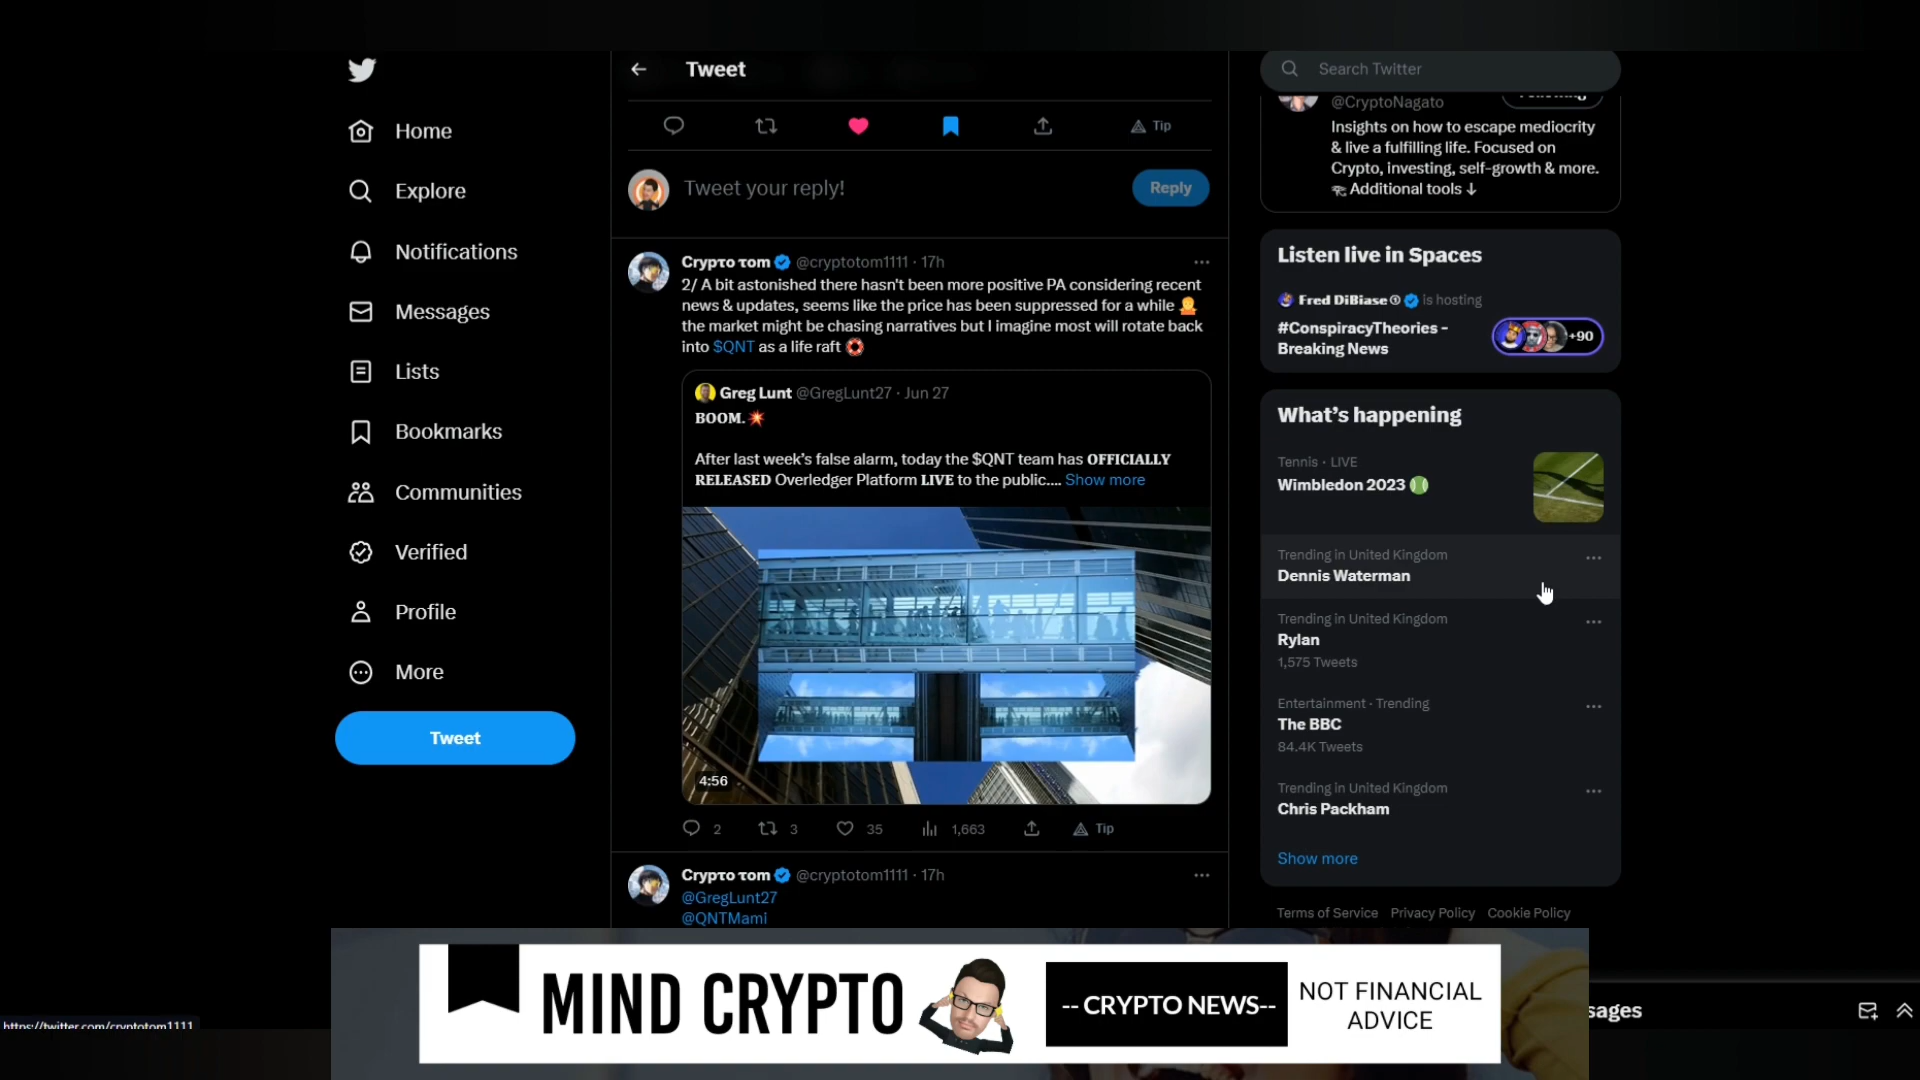 Home
Explore
Notifications
Messages
Lists
Bookmarks
Communities
Verified
Profile
More
Tweet
Tweet
Tip
Tweet your reply!
Reply
Crypτo τom @cryptotom1111 · 17h
2/ A bit astonished there hasn't been more positive PA considering recent
news & updates, seems like the price has been suppressed for a while
the market might be chasing narratives but I imagine most will rotate back
into $QNT as a life raft
Greg Lunt @GregLunt27 · Jun 27
BOOM.
After last week's false alarm, today the $QNT team has OFFICIALLY
RELEASED Overledger Platform LIVE to the public.... Show more
4:56
2 3 35 1,663 Tip
Crypτo τom @cryptotom1111 · 17h
@GregLunt27
@QNTMami
Search Twitter
@CryptoNagato
Following
Insights on how to escape mediocrity
& live a fulfilling life. Focused on
Crypto, investing, self-growth & more.
Additional tools ↓
Listen live in Spaces
Fred DiBiase is hosting
#ConspiracyTheories -
Breaking News
+90
What's happening
Tennis · LIVE
Wimbledon 2023
Trending in United Kingdom
Dennis Waterman
Trending in United Kingdom
Rylan
1,575 Tweets
Entertainment · Trending
The BBC
84.4K Tweets
Trending in United Kingdom
Chris Packham
Show more
Terms of Service Privacy Policy Cookie Policy
MIND CRYPTO
-- CRYPTO NEWS--
NOT FINANCIAL
ADVICE
sages
https://twitter.com/cryptotom1111